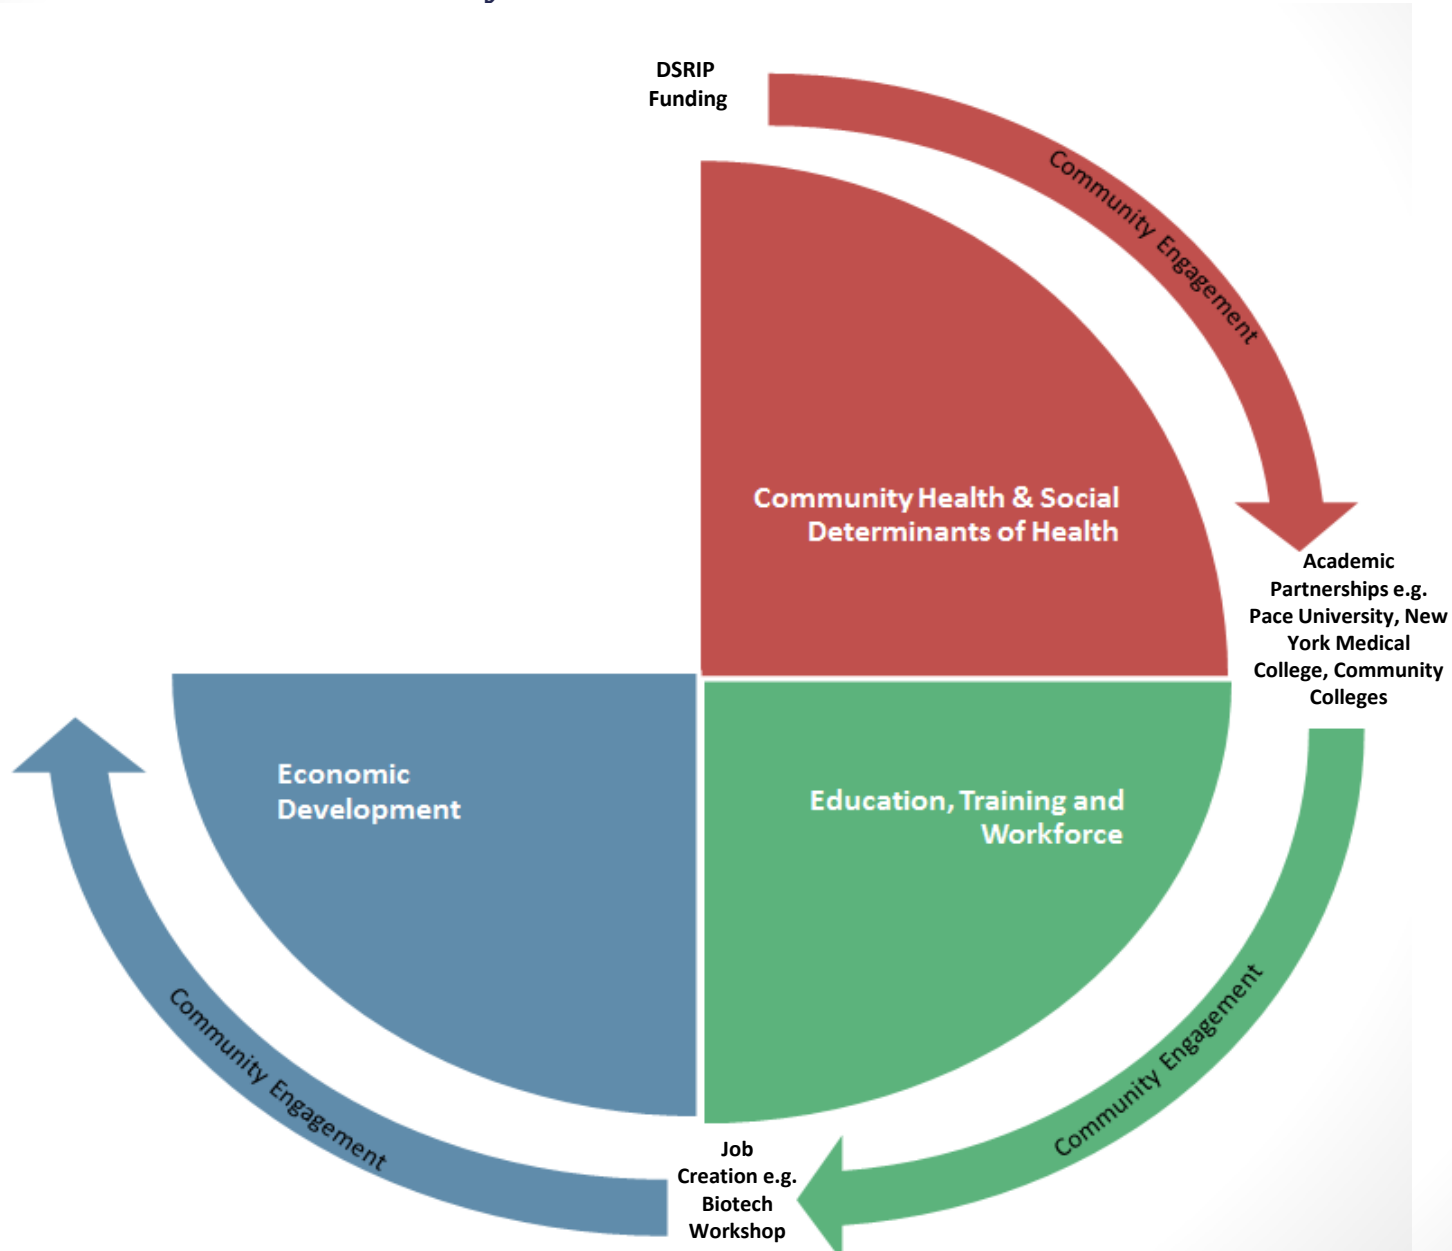 DSRIP
Funding
Community Engagement
Community Health & Social
Determinants of Health
Academic
Partnerships e.g.
Pace University, New
York Medical
College, Community
Colleges
Education, Training and
Workforce
Community Engagement
Job
Creation e.g.
Biotech
Workshop
Economic
Development
Community Engagement